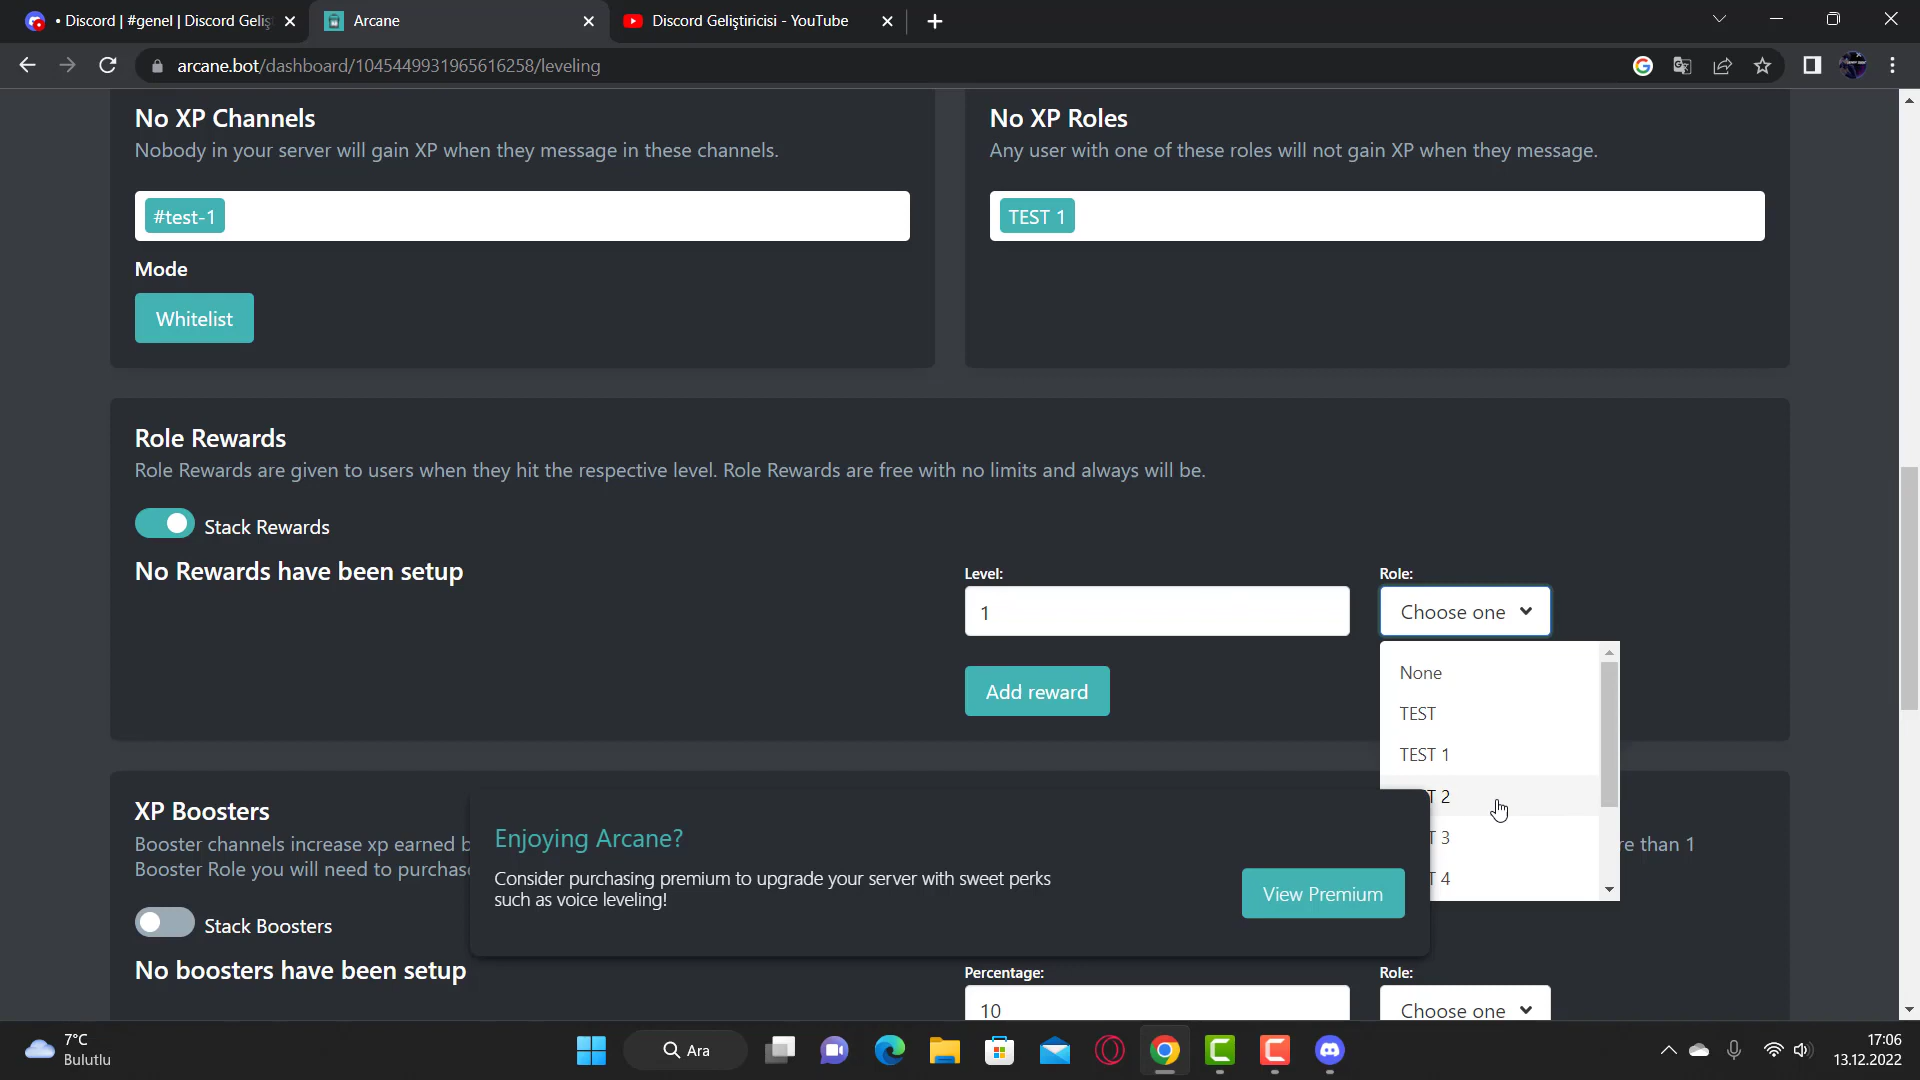 • Discord | #genel | Discord Geliş
Arcane
Discord Geliştiricisi - YouTube
arcane.bot/dashboard/1045449931965616258/leveling
No XP Channels
Nobody in your server will gain XP when they message in these channels.
#test-1
Mode
Whitelist
No XP Roles
Any user with one of these roles will not gain XP when they message.
TEST 1
Role Rewards
Role Rewards are given to users when they hit the respective level. Role Rewards are free with no limits and always will be.
Stack Rewards
No Rewards have been setup
Level:
1
Add reward
Role:
Choose one
None
TEST
TEST 1
T 2
T 3
T 4
XP Boosters
Booster channels increase xp earned b
re than 1
Booster Role you will need to purchas
Stack Boosters
No boosters have been setup
Enjoying Arcane?
Consider purchasing premium to upgrade your server with sweet perks
such as voice leveling!
View Premium
Percentage:
10
Role:
Choose one
7°C
Bulutlu
Ara
17:06
13.12.2022